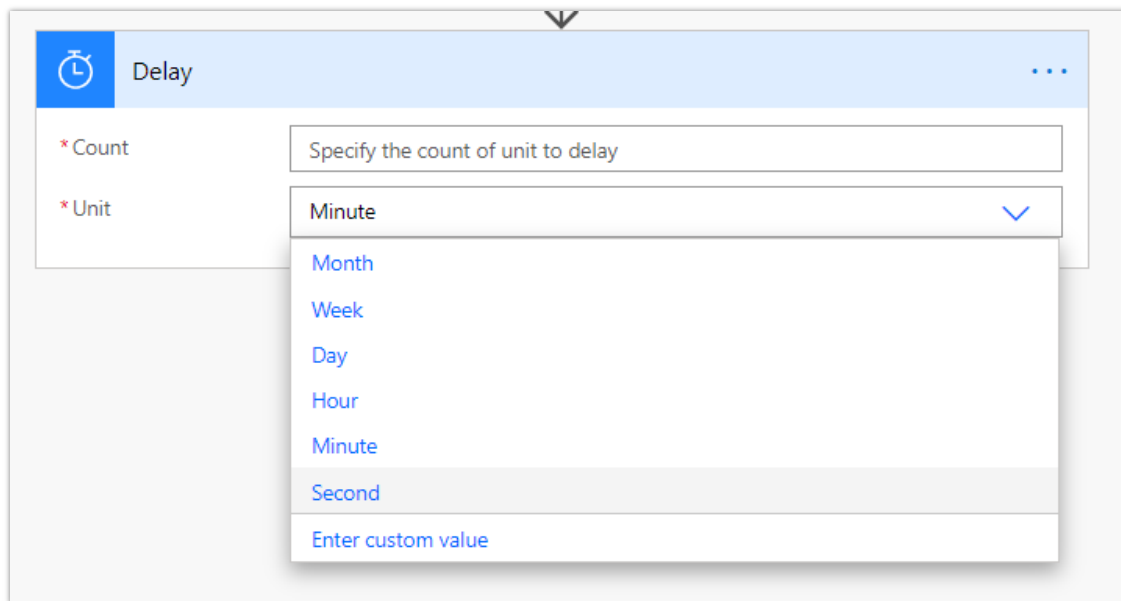 Delay
* Count
Specify the count of unit to delay
* Unit
Minute
Month
Week
Day
Hour
Minute
Second
Enter custom value